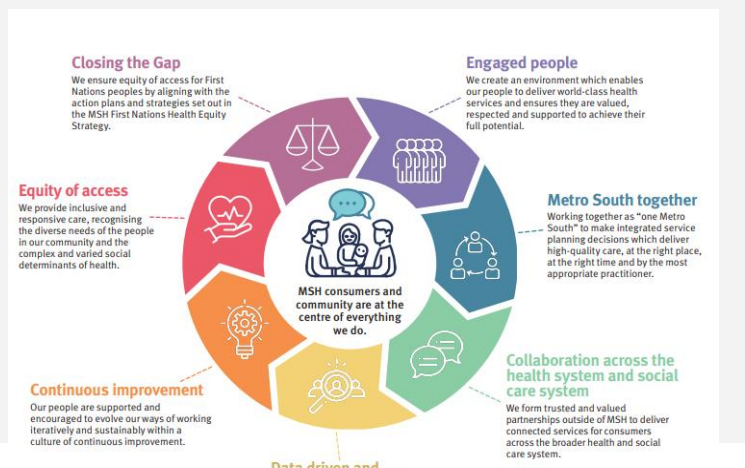 Closing the Gap
We ensure equity of access for First
Nations peoples by aligning with the
action plans and strategies set out in
the MSH First Nations Health Equity
Strategy.
Engaged people
We create an environment which enables
our people to deliver world-class health
services and ensures they are valued,
respected and supported to achieve their
full potential.
Equity of access
We provide inclusive and
responsive care, recognising
the diverse needs of the people
in our community and the
complex and varied social
determinants of health.
Metro South together
Working together as “one Metro
South” to make integrated service
planning decisions which deliver
high-quality care, at the right place,
at the right time and by the most
appropriate practitioner.
MSH consumers and
community are at the
centre of everything
we do.
Continuous improvement
Our people are supported and
encouraged to evolve our ways of working
iteratively and sustainably within a
culture of continuous improvement.
Collaboration across the
health system and social
care system
We form trusted and valued
partnerships outside of MSH to deliver
connected services for consumers
across the broader health and social
care system.
Data driven and